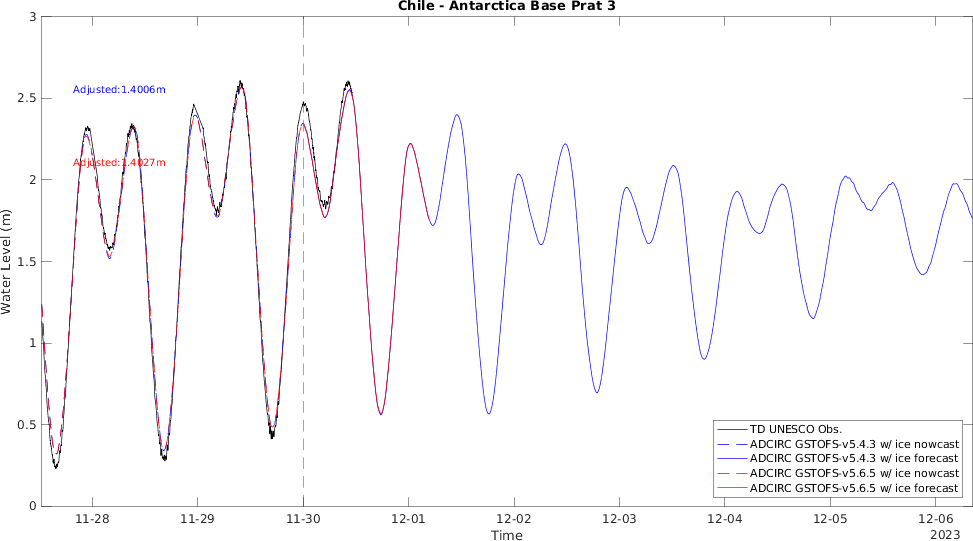 Chile - Antarctica Base Prat 3
3
2.5
2
1.5
1
0.5
0
Water Level (m)
Adjusted:1.4006m
Adjusted:1.4027m
TD UNESCO Obs.
ADCIRC GSTOFS-v5.4.3 w/ ice nowcast
ADCIRC GSTOFS-v5.4.3 w/ ice forecast
ADCIRC GSTOFS-v5.6.5 w/ ice nowcast
ADCIRC GSTOFS-v5.6.5 w/ ice forecast
11-28 11-29 11-30 12-01 12-02 12-03 12-04 12-05 12-06
Time
2023